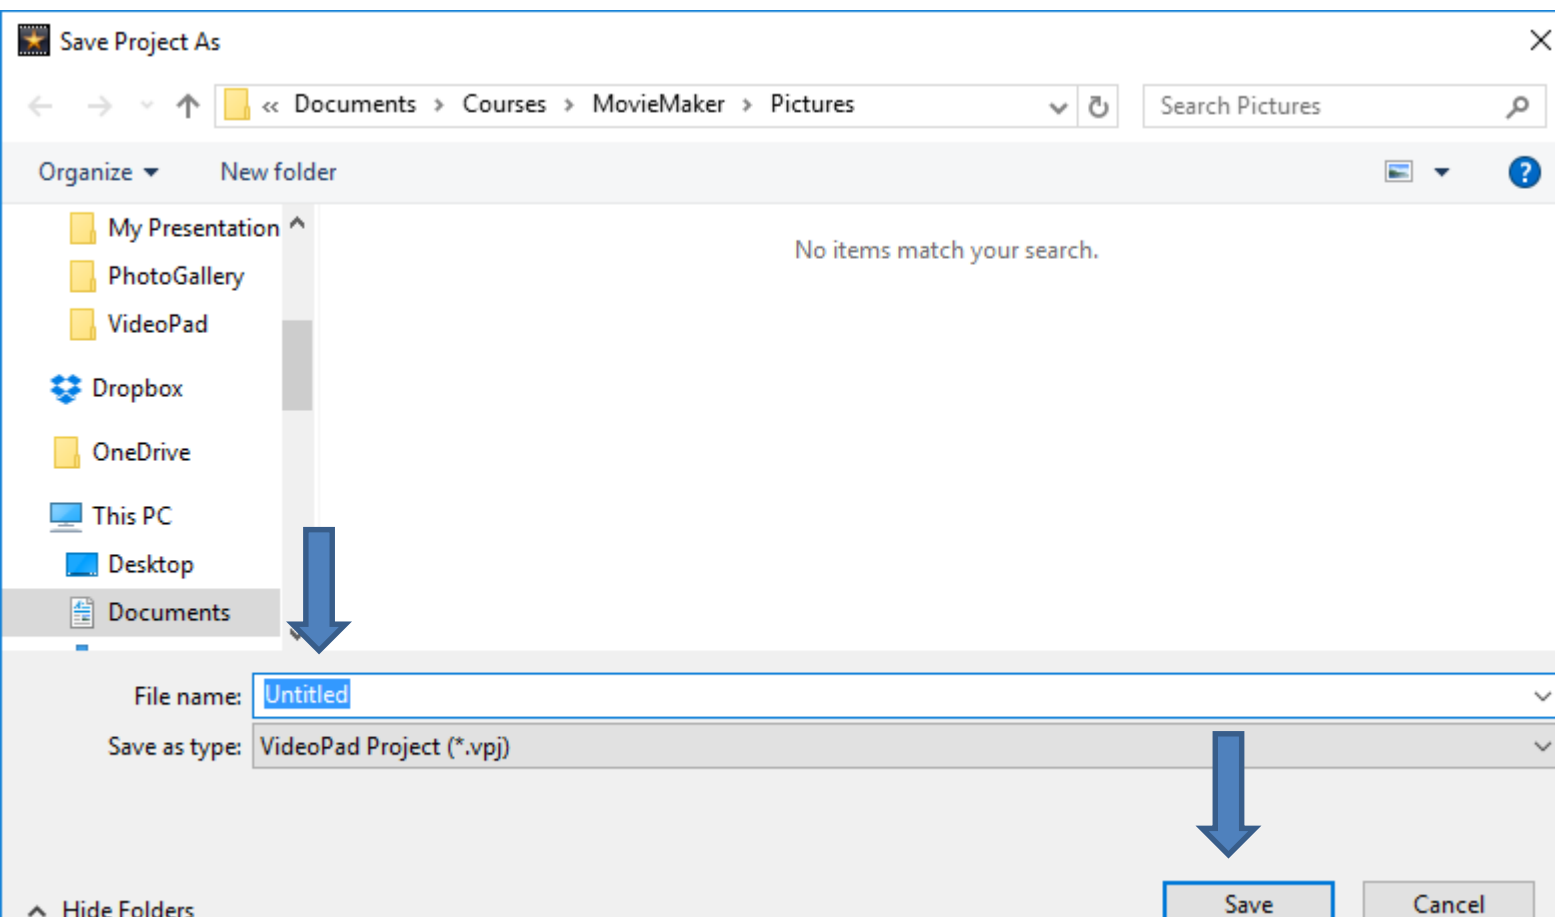 Save Project As
« Documents > Courses > MovieMaker > Pictures
Search Pictures
Organize
New folder
My Presentation
PhotoGallery
VideoPad
Dropbox
OneDrive
This PC
Desktop
Documents
No items match your search.
File name: Untitled
Save as type: VideoPad Project (*.vpj)
Hide Folders
Save
Cancel